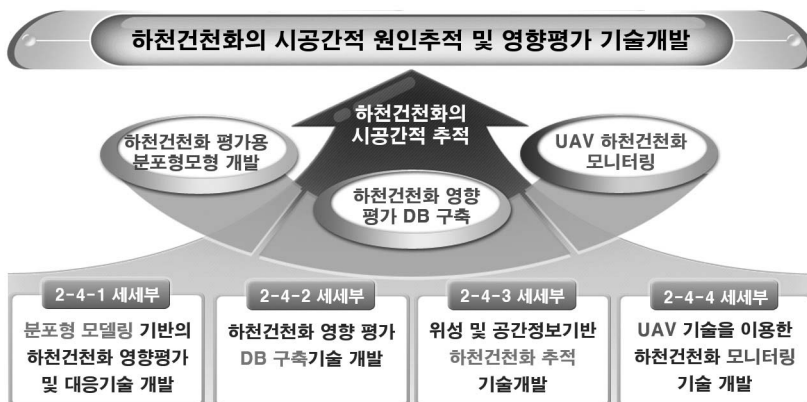 하천건천화의 시공간적 원인추적 및 영향평가 기술개발
하천건천화의
시공간적 추적
하천건천화 평가용
분포형모형 개발
UAV 하천건천화
모니터링
하천건천화 영향
평가 DB 구축
2-4-1 세세부
분포형 모델링 기반의
하천건천화 영향평가
및 대응기술 개발
2-4-2 세세부
하천건천화 영향 평가
DB 구축기술 개발
2-4-3 세세부
위성 및 공간정보기반
하천건천화 추적
기술개발
2-4-4 세세부
UAV 기술을 이용한
하천건천화 모니터링
기술 개발